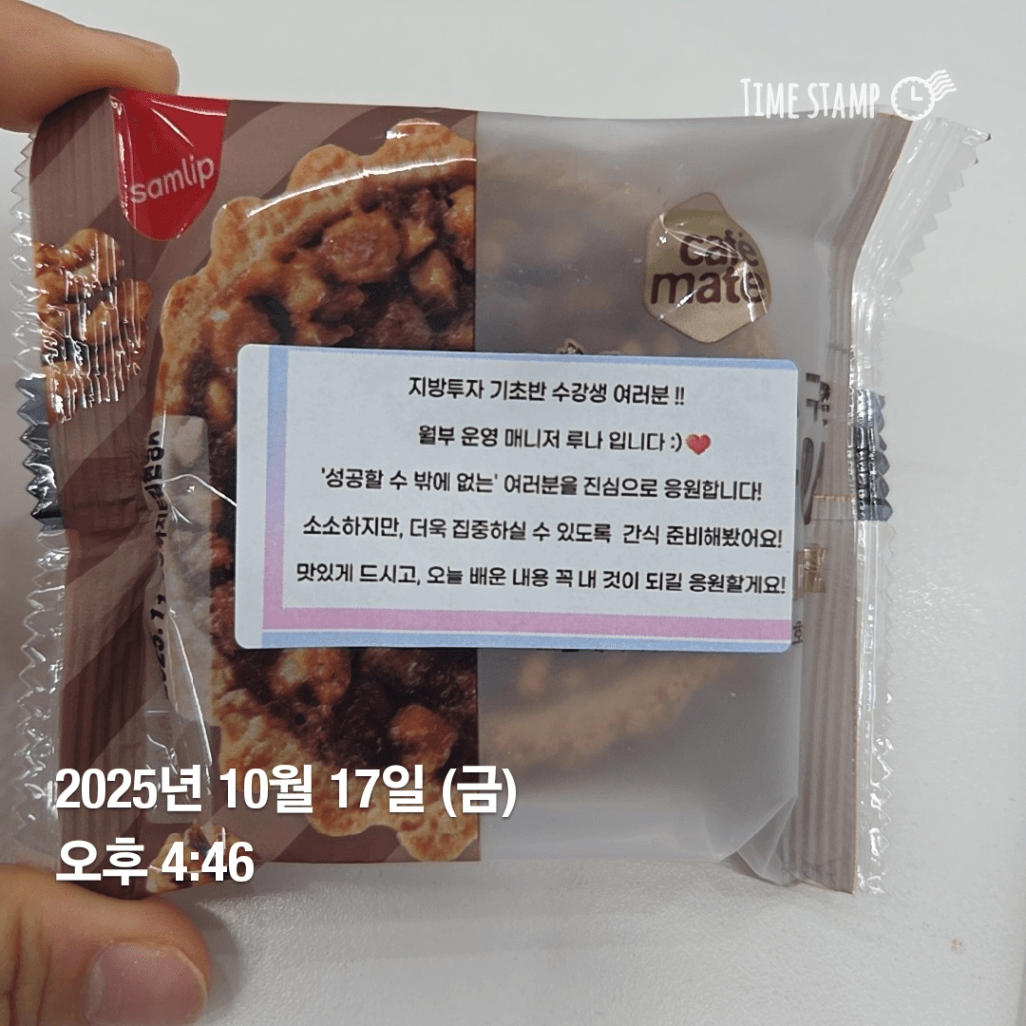 TIME STAMP
samlip
café
mate
지방투자 기초반 수강생 여러분 !!
월부 운영 매니저 루나 입니다 :)❤
'성공할 수 밖에 없는' 여러분을 진심으로 응원합니다!
소소하지만, 더욱 집중하실 수 있도록 간식 준비해봤어요!
맛있게 드시고, 오늘 배운 내용 꼭 내 것이 되길 응원할게요!
2025년 10월 17일 (금)
오후 4:46